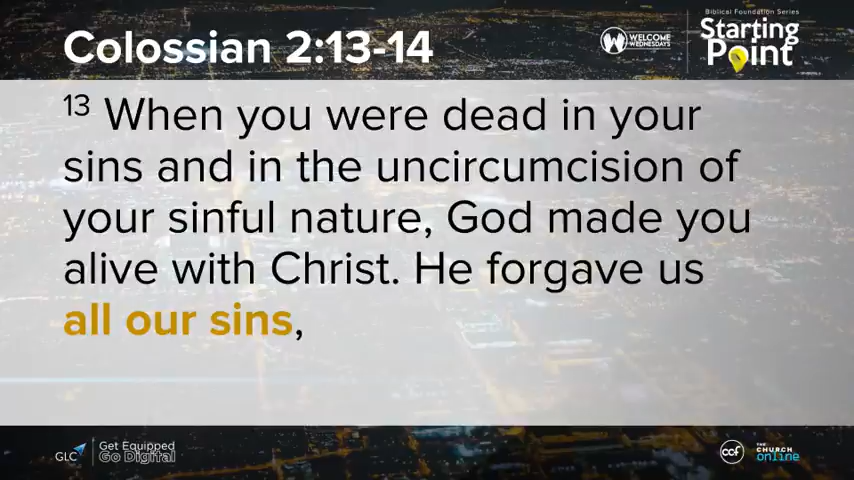 Colossian 2:13-14
WELCOME
WEDNESDAYS
Biblical Foundation Series
Starting
Point
13 When you were dead in your
sins and in the uncircumcision of
your sinful nature, God made you
alive with Christ. He forgave us
all our sins,
GLC
Get Equipped
Go Digital
ccf
THE
CHURCH
online